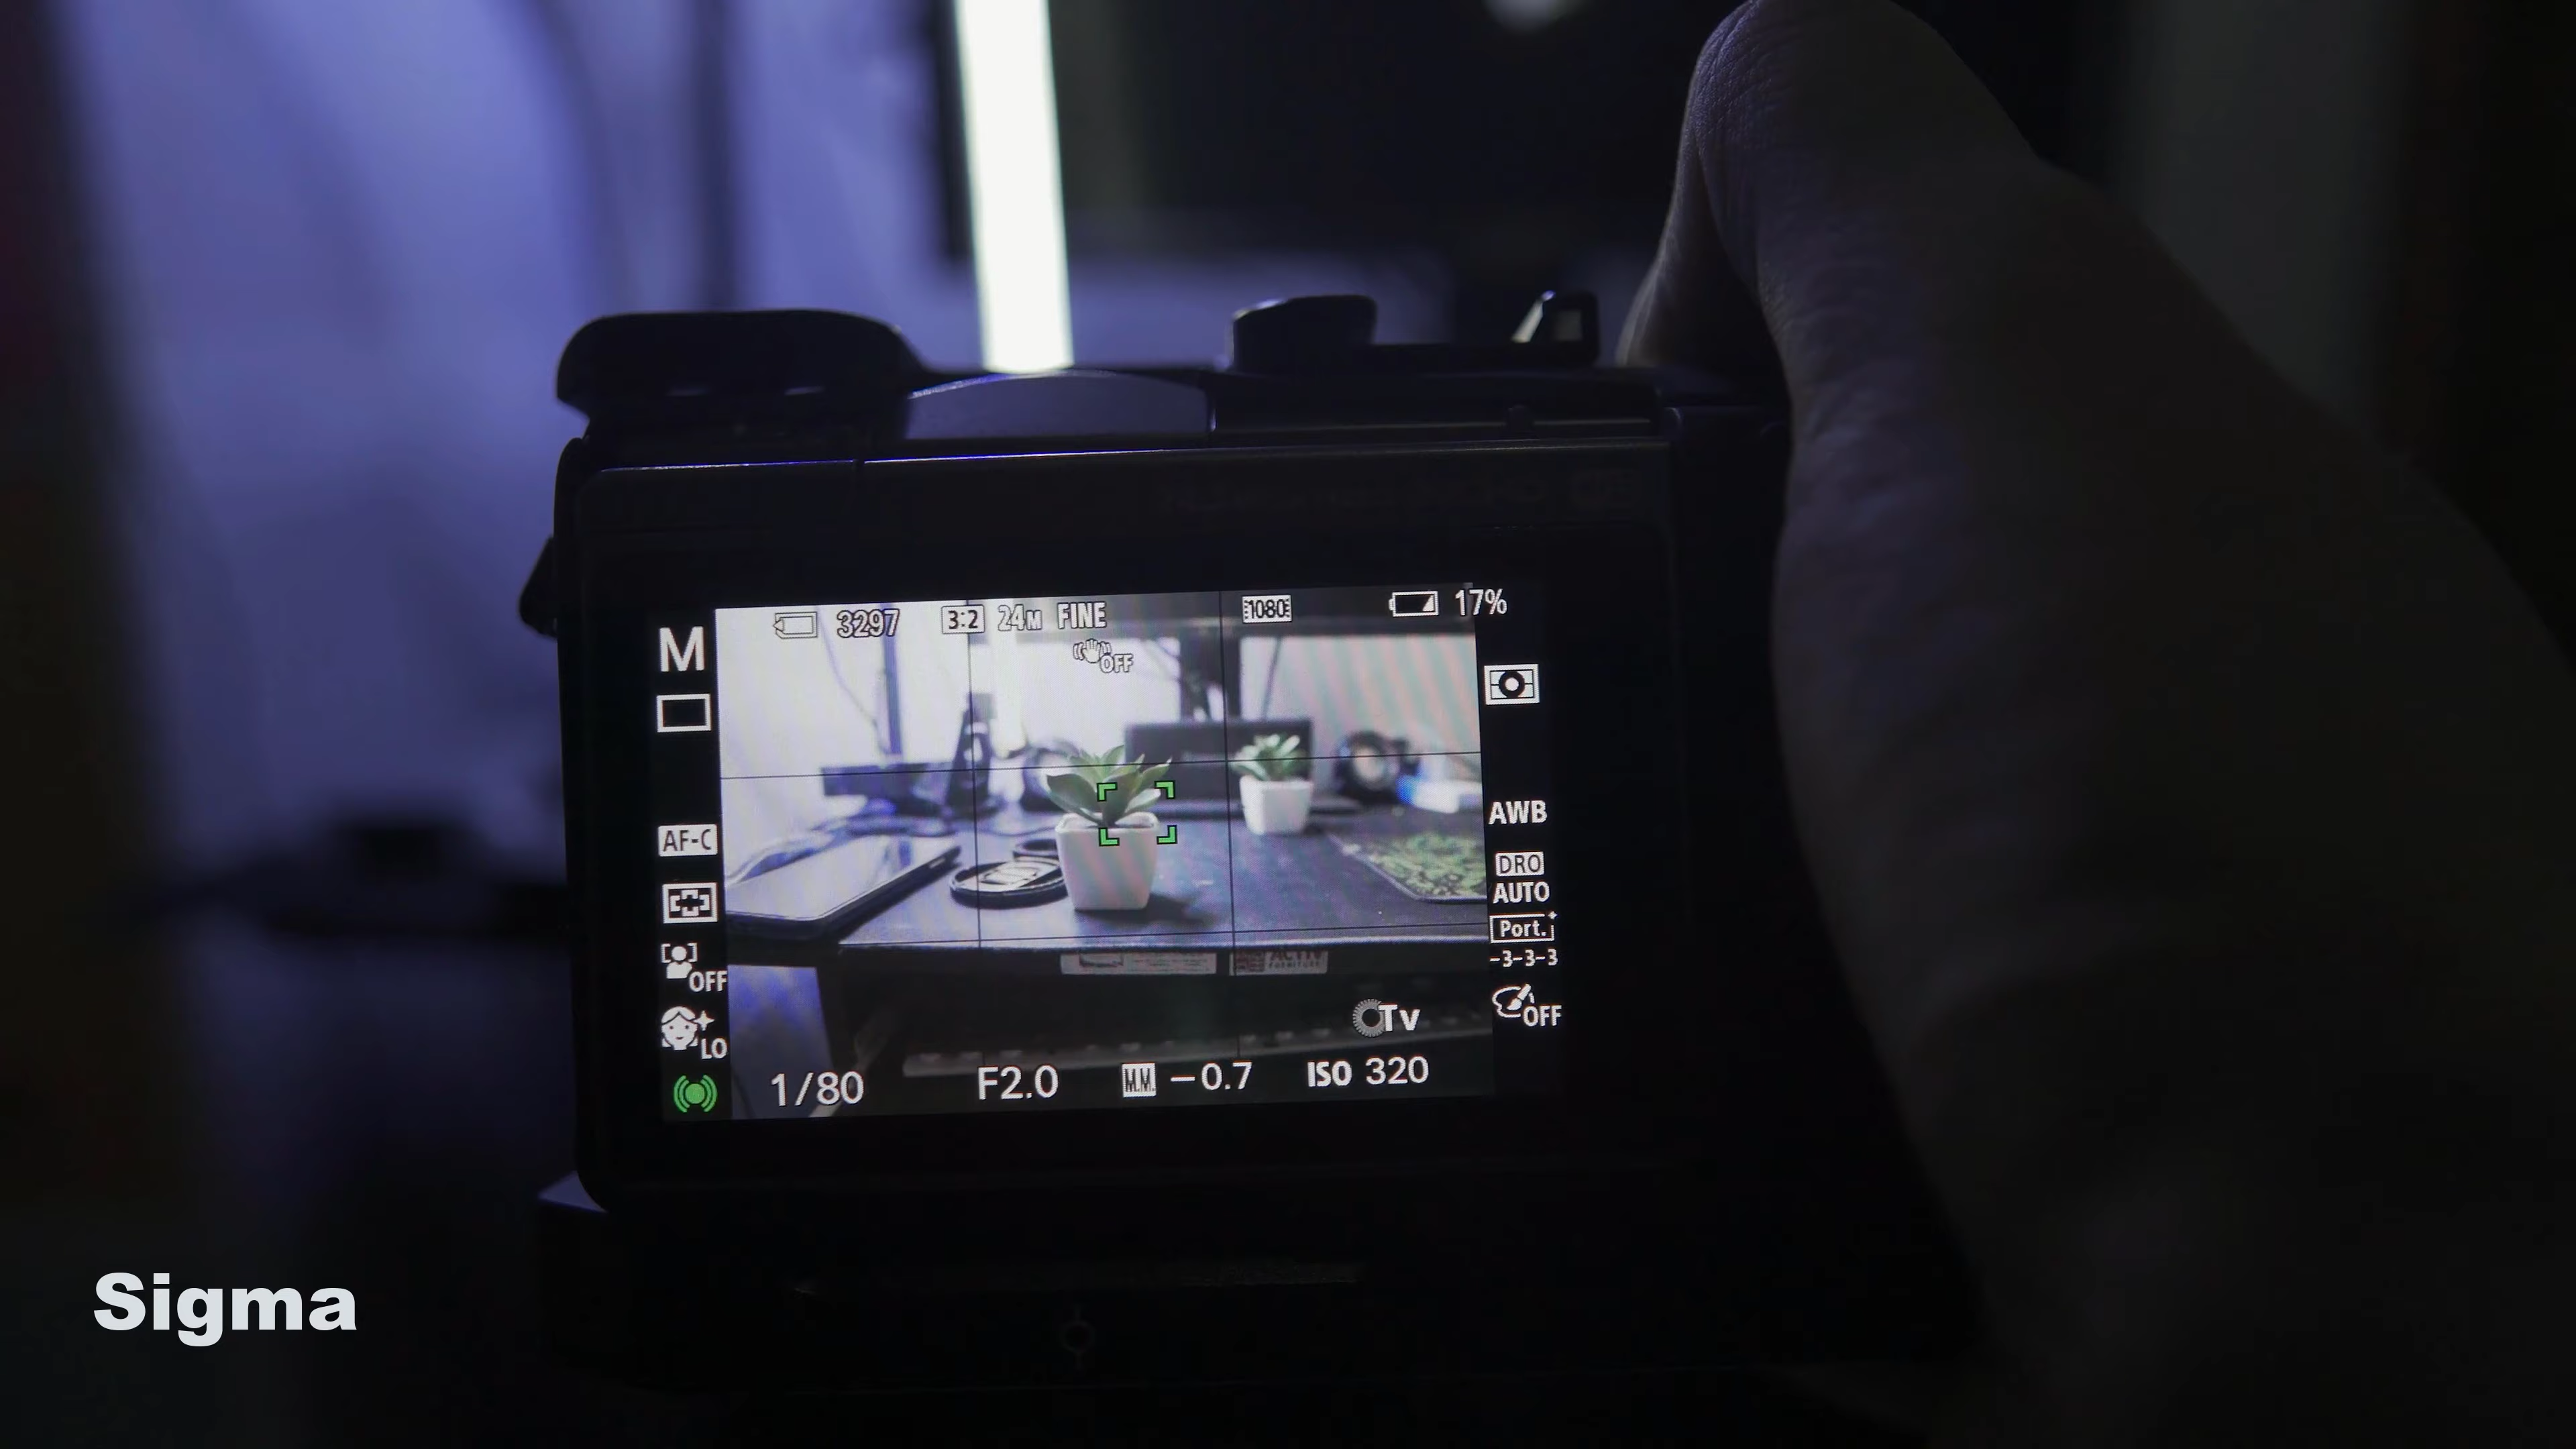 3297 3:2 24M FINE 1080 17%
OFF
M
AF-C
AWB
DRO
AUTO
Port.
-3-3-3
OFF
OFF
LO
Tv
1/80 F2.0 M.M. -0.7 ISO 320
Sigma